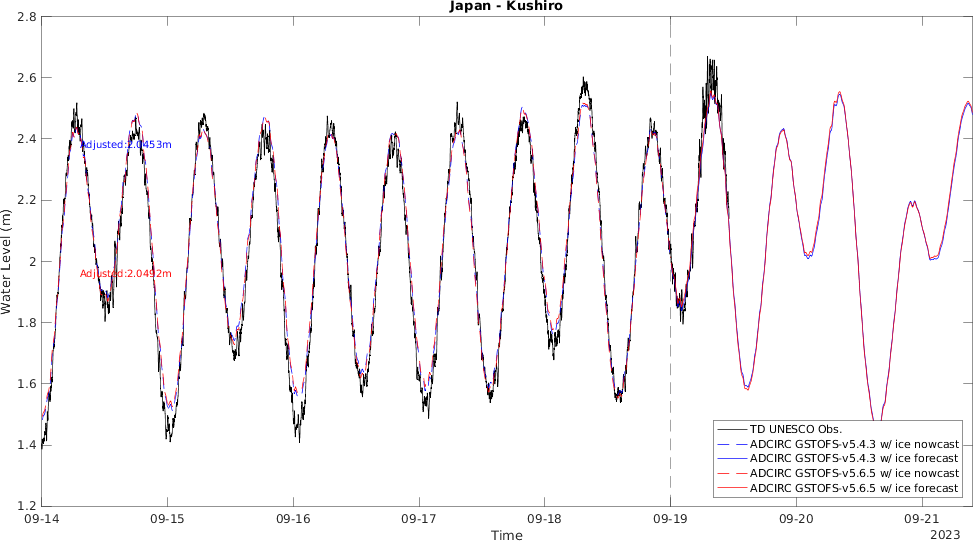 Japan - Kushiro
Water Level (m)
2.8
2.6
2.4
2.2
2
1.8
1.6
1.4
1.2
Adjusted:2.0453m
Adjusted:2.0492m
TD UNESCO Obs.
ADCIRC GSTOFS-v5.4.3 w/ ice nowcast
ADCIRC GSTOFS-v5.4.3 w/ ice forecast
ADCIRC GSTOFS-v5.6.5 w/ ice nowcast
ADCIRC GSTOFS-v5.6.5 w/ ice forecast
09-14 09-15 09-16 09-17 09-18 09-19 09-20 09-21
Time
2023